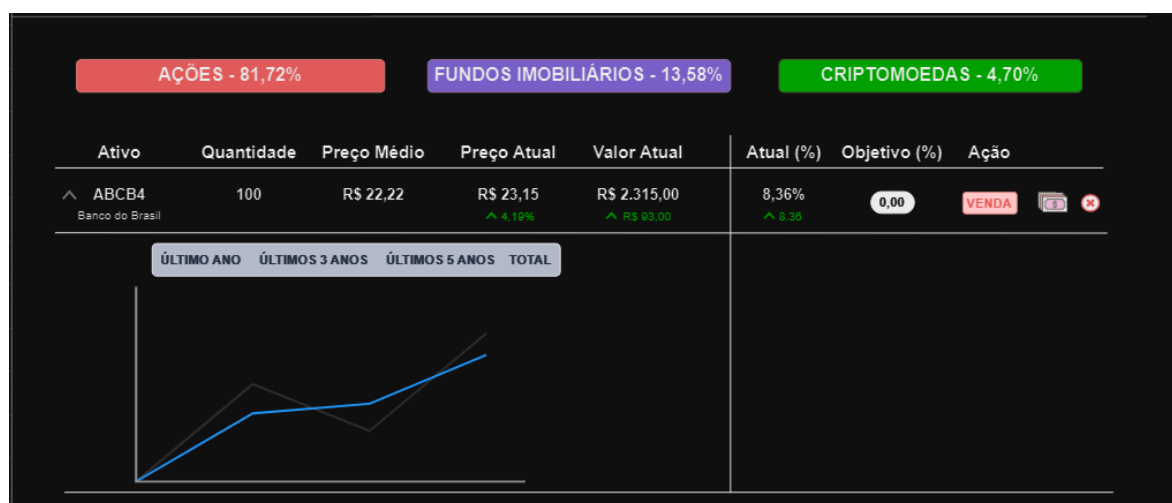 AÇÕES - 81,72% FUNDOS IMOBILIÁRIOS - 13,58% CRIPTOMOEDAS - 4,70%
Ativo Quantidade Preço Médio Preço Atual Valor Atual Atual (%) Objetivo (%) Ação
ABCB4 100 R$ 22,22 R$ 23,15 R$ 2.315,00 8,36% 0,00 VENDA
Banco do Brasil 4,19% R$ 93,00 8.36
ÚLTIMO ANO ÚLTIMOS 3 ANOS ÚLTIMOS 5 ANOS TOTAL